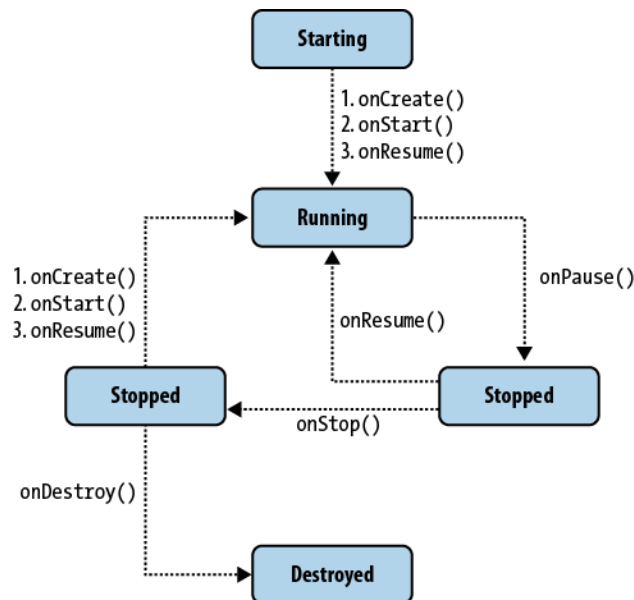 Starting
1. onCreate()
2. onStart()
3. onResume()
Running
onPause()
1. onCreate()
2. onStart()
3. onResume()
onResume()
Stopped
Stopped
onStop()
onDestroy()
Destroyed